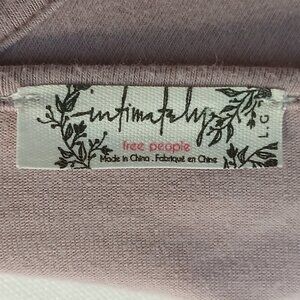 intimately
free people
Made in China . Fabriqué en Chine
L.G